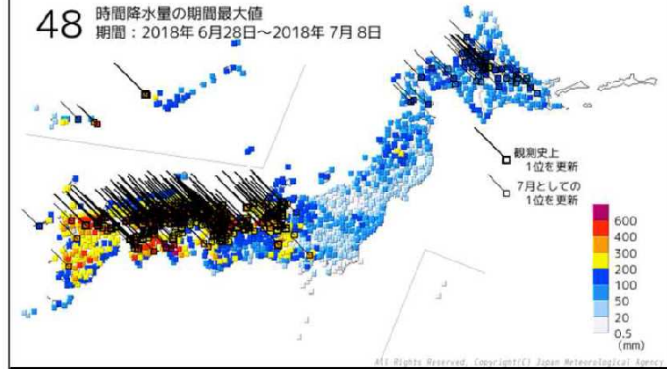 48 時間降水量の期間最大値
期間：2018年 6月28日～2018年 7月 8日
観測史上
1位を更新
7月としての
1位を更新
600
400
300
200
100
50
20
0.5
(mm)
All Rights Reserved. Copyright(C) Japan Meteorological Agency